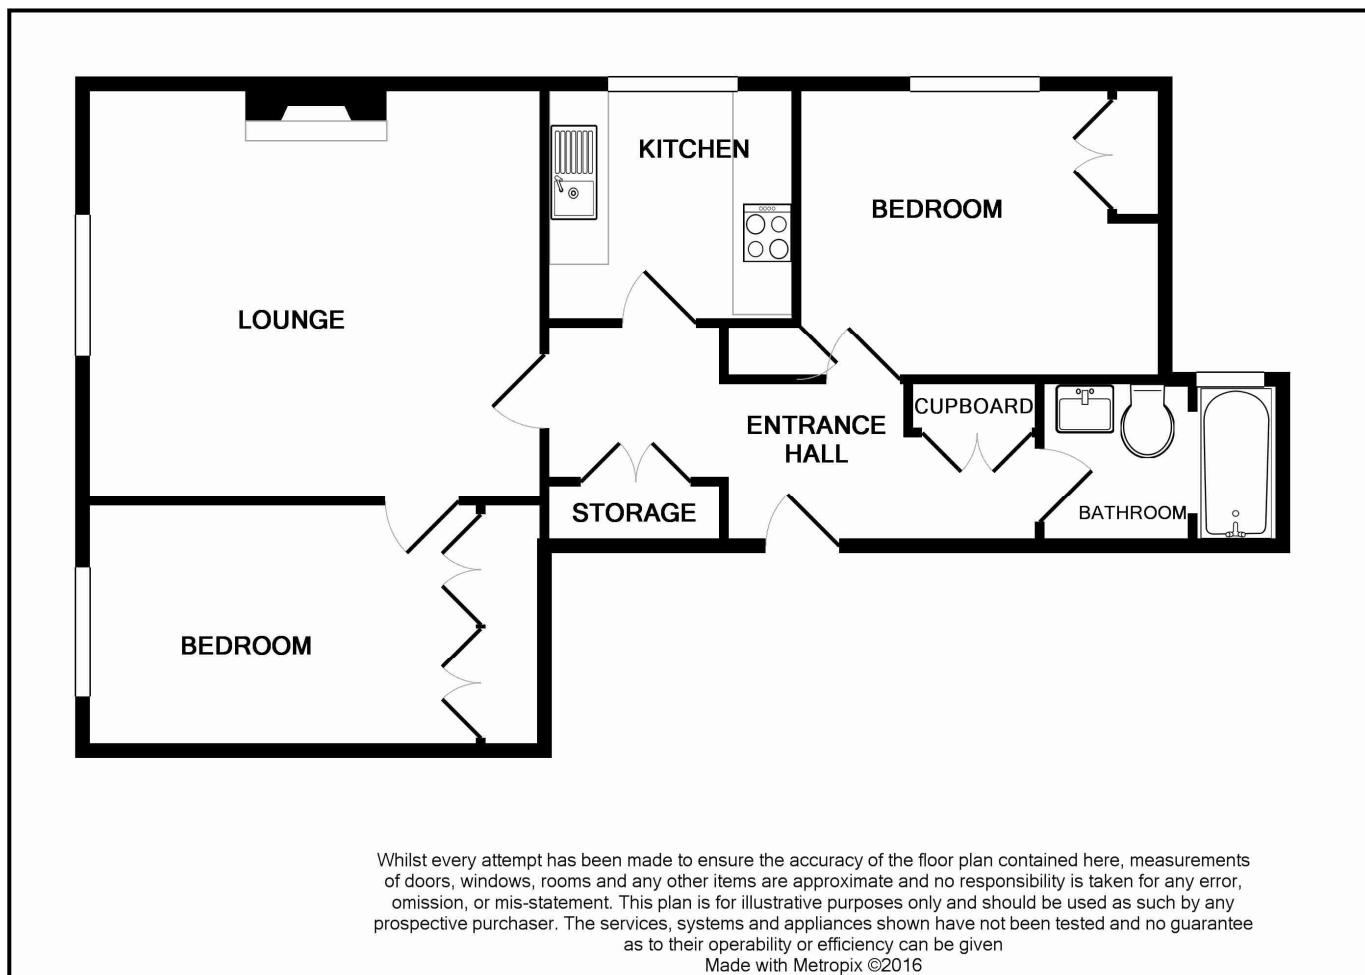 KITCHEN
BEDROOM
LOUNGE
CUPBOARD
ENTRANCE
HALL
STORAGE
BATHROOM
BEDROOM
Whilst every attempt has been made to ensure the accuracy of the floor plan contained here, measurements
of doors, windows, rooms and any other items are approximate and no responsibility is taken for any error,
omission, or mis-statement. This plan is for illustrative purposes only and should be used as such by any
prospective purchaser. The services, systems and appliances shown have not been tested and no guarantee
as to their operability or efficiency can be given
Made with Metropix ©2016